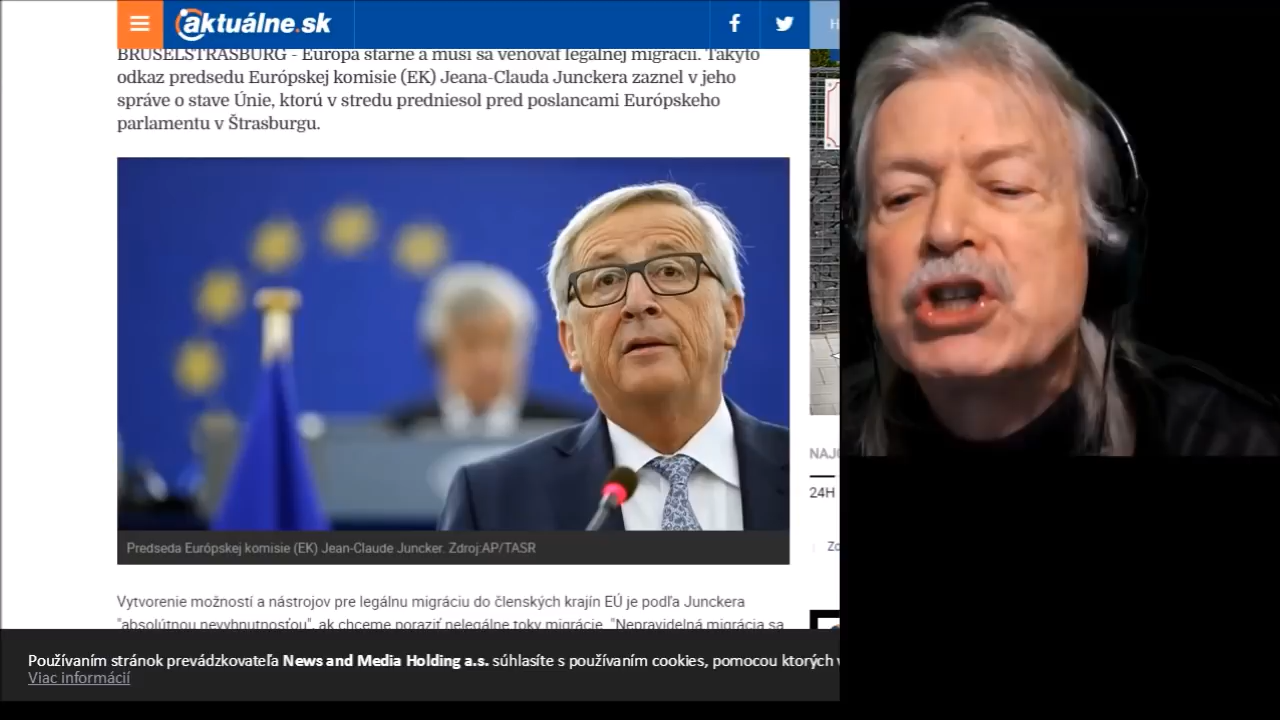 aktuálne.sk
BRUSELSTRASBURG - Európa starne a musí sa venovať legálnej migrácii. Takýto
odkaz predsedu Európskej komisie (EK) Jeana-Clauda Junckera zaznel v jeho
správe o stave Únie, ktorú v stredu predniesol pred poslancami Európskeho
parlamentu v Štrasburgu.
24H
Predseda Európskej komisie (EK) Jean-Claude Juncker. Zdroj:AP/TASR
Vytvorenie možností a nástrojov pre legálnu migráciu do členských krajín EÚ je podľa Junckera
"absolútnou nevyhnutnosťou", ak chceme poraziť nelegálne toky migrácie. "Nepravidelná migrácia sa
Používaním stránok prevádzkovateľa News and Media Holding a.s. súhlasíte s používaním cookies, pomocou ktorých
Viac informácií